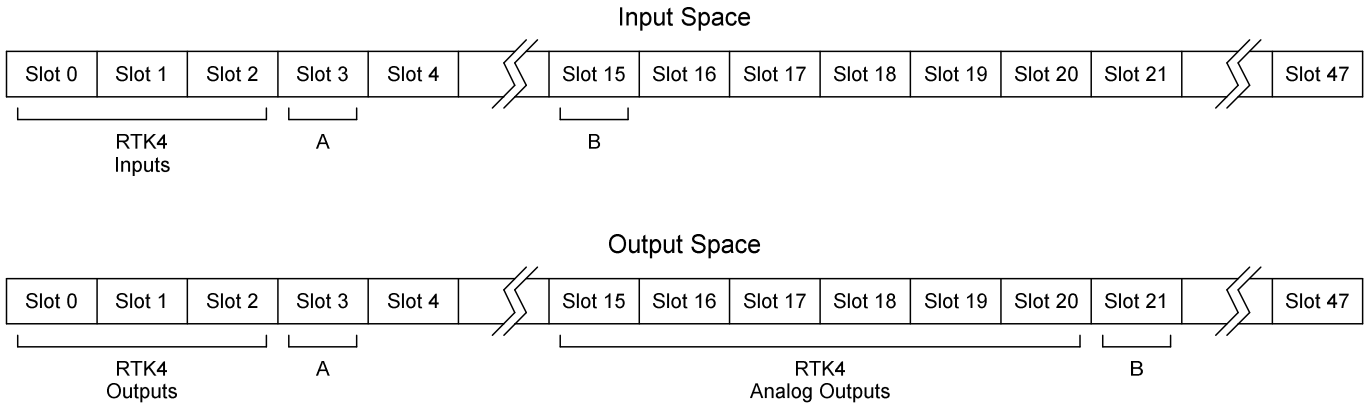 Input Space
Slot 0 Slot 1 Slot 2 Slot 3 Slot 4 Slot 15 Slot 16 Slot 17 Slot 18 Slot 19 Slot 20 Slot 21 Slot 47
RTK4 A B
Inputs
Output Space
Slot 0 Slot 1 Slot 2 Slot 3 Slot 4 Slot 15 Slot 16 Slot 17 Slot 18 Slot 19 Slot 20 Slot 21 Slot 47
RTK4 A RTK4 B
Outputs Analog Outputs